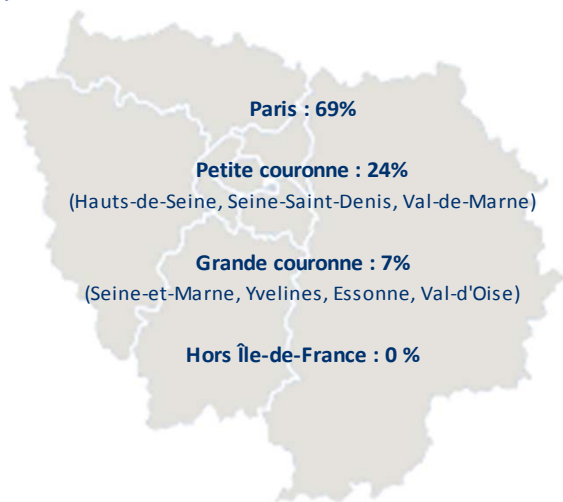 Paris : 69%
Petite couronne : 24%
(Hauts-de-Seine, Seine-Saint-Denis, Val-de-Marne)
Grande couronne : 7%
(Seine-et-Marne, Yvelines, Essonne, Val-d'Oise)
Hors Île-de-France : 0 %